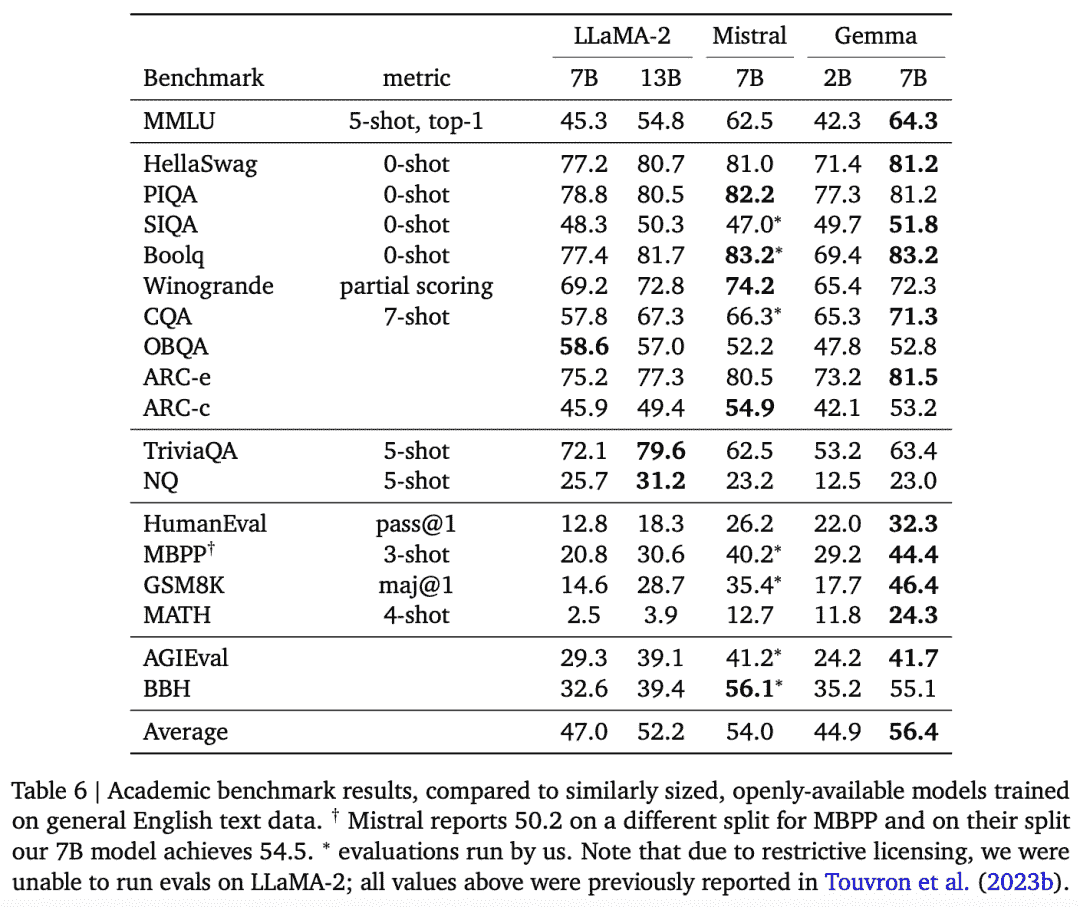 LLaMA-2 Mistral Gemma
Benchmark metric 7B 13B 7B 2B 7B
MMLU 5-shot, top-1 45.3 54.8 62.5 42.3 64.3
HellaSwag 0-shot 77.2 80.7 81.0 71.4 81.2
PIQA 0-shot 78.8 80.5 82.2 77.3 81.2
SIQA 0-shot 48.3 50.3 47.0* 49.7 51.8
Boolq 0-shot 77.4 81.7 83.2* 69.4 83.2
Winogrande partial scoring 69.2 72.8 74.2 65.4 72.3
CQA 7-shot 57.8 67.3 66.3* 65.3 71.3
OBQA 58.6 57.0 52.2 47.8 52.8
ARC-e 75.2 77.3 80.5 73.2 81.5
ARC-c 45.9 49.4 54.9 42.1 53.2
TriviaQA 5-shot 72.1 79.6 62.5 53.2 63.4
NQ 5-shot 25.7 31.2 23.2 12.5 23.0
HumanEval pass@1 12.8 18.3 26.2 22.0 32.3
MBPP† 3-shot 20.8 30.6 40.2* 29.2 44.4
GSM8K maj@1 14.6 28.7 35.4* 17.7 46.4
MATH 4-shot 2.5 3.9 12.7 11.8 24.3
AGIEval 29.3 39.1 41.2* 24.2 41.7
BBH 32.6 39.4 56.1* 35.2 55.1
Average 47.0 52.2 54.0 44.9 56.4
Table 6 | Academic benchmark results, compared to similarly sized, openly-available models trained
on general English text data. † Mistral reports 50.2 on a different split for MBPP and on their split
our 7B model achieves 54.5. * evaluations run by us. Note that due to restrictive licensing, we were
unable to run evals on LLaMA-2; all values above were previously reported in Touvron et al. (2023b).